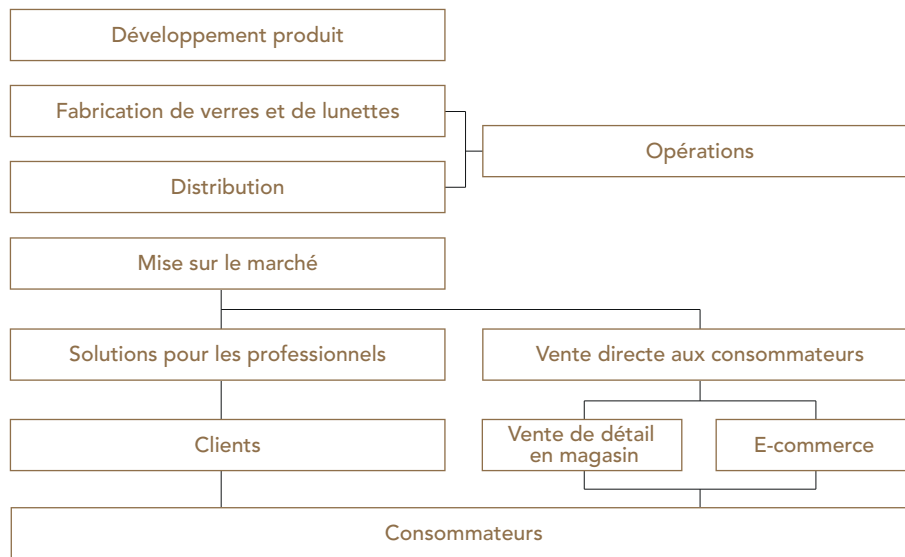 Développement produit
Fabrication de verres et de lunettes
Opérations
Distribution
Mise sur le marché
Solutions pour les professionnels
Vente directe aux consommateurs
Clients
Vente de détail
en magasin
E-commerce
Consommateurs